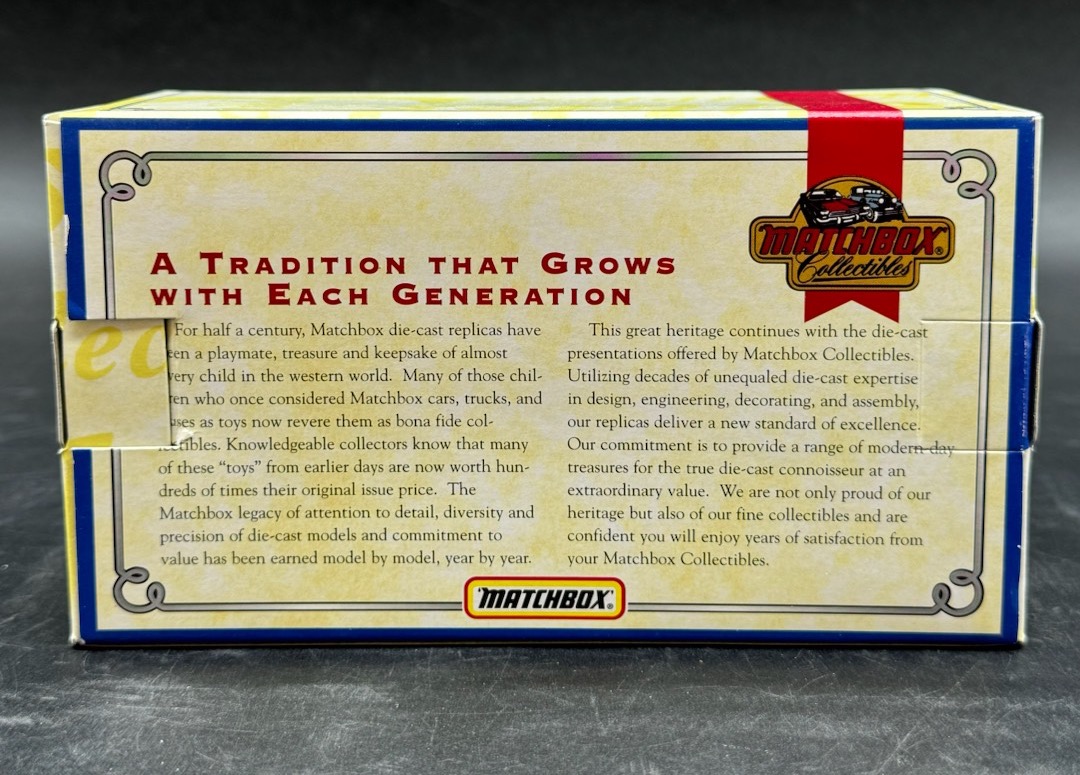 MATCHBOX®
Collectibles
A TRADITION THAT GROWS
WITH EACH GENERATION
ec
For half a century, Matchbox die-cast replicas have
een a playmate, treasure and keepsake of almost
very child in the western world. Many of those chil-
ren who once considered Matchbox cars, trucks, and
uses as toys now revere them as bona fide col-
lectibles. Knowledgeable collectors know that many
of these “toys” from earlier days are now worth hun-
dreds of times their original issue price. The
Matchbox legacy of attention to detail, diversity and
precision of die-cast models and commitment to
value has been earned model by model, year by year.
This great heritage continues with the die-cast
presentations offered by Matchbox Collectibles.
Utilizing decades of unequaled die-cast expertise
in design, engineering, decorating, and assembly,
our replicas deliver a new standard of excellence.
Our commitment is to provide a range of modern-day
treasures for the true die-cast connoisseur at an
extraordinary value. We are not only proud of our
heritage but also of our fine collectibles and are
confident you will enjoy years of satisfaction from
your Matchbox Collectibles.
"MATCHBOX"®